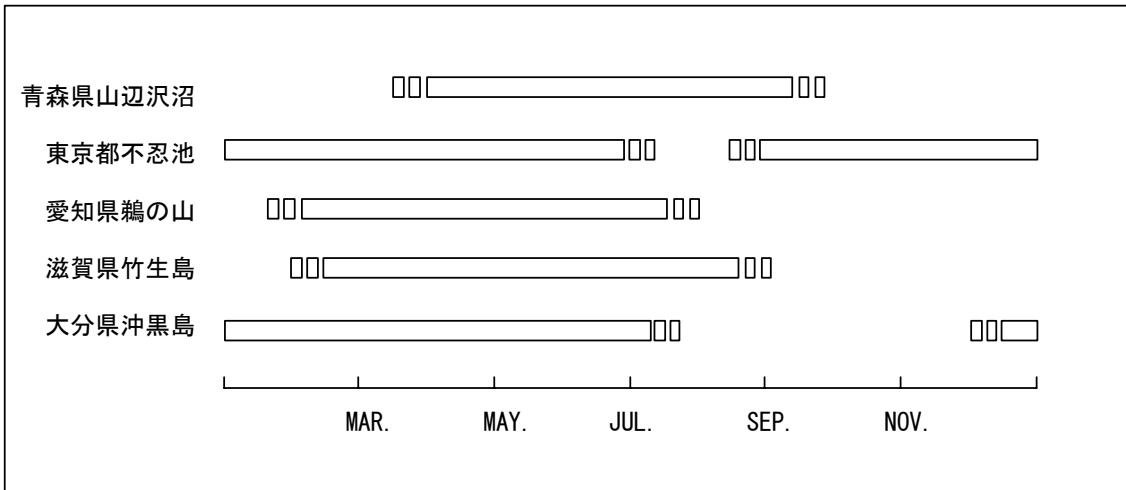 青森県山辺沢沼
東京都不忍池
愛知県鵜の山
滋賀県竹生島
大分県沖黒島
MAR. MAY. JUL. SEP. NOV.